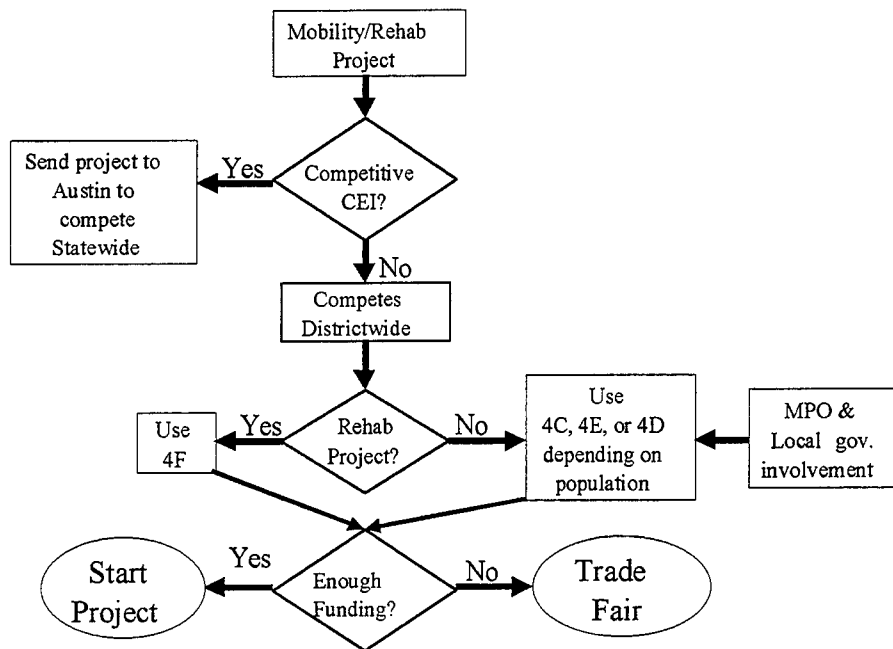 Mobility/Rehab
Project
Competitive
CEI?
Yes
Send project to
Austin to
compete
Statewide
No
Competes
Districtwide
Rehab
Project?
Yes
Use
4F
No
Use
4C, 4E, or 4D
depending on
population
MPO &
Local gov.
involvement
Enough
Funding?
Yes
Start
Project
No
Trade
Fair